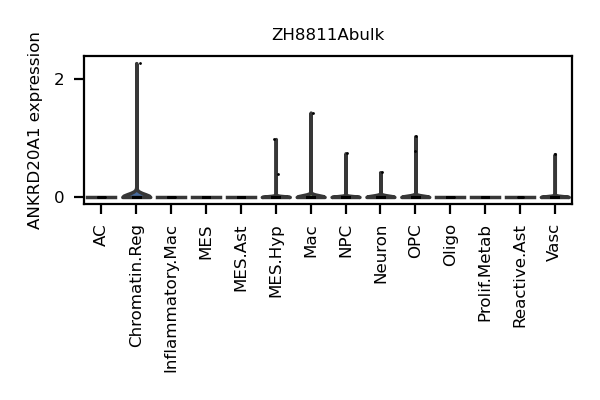 ZH8811Abulk
ANKRD20A1 expression
2
0
AC
Chromatin.Reg
Inflammatory.Mac
MES
MES.Ast
MES.Hyp
Mac
NPC
Neuron
OPC
Oligo
Prolif.Metab
Reactive.Ast
Vasc